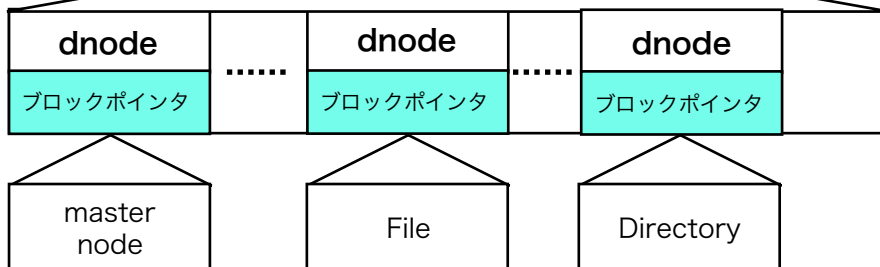 dnode
ブロックポインタ
......
dnode
ブロックポインタ
......
dnode
ブロックポインタ
master
node
File
Directory